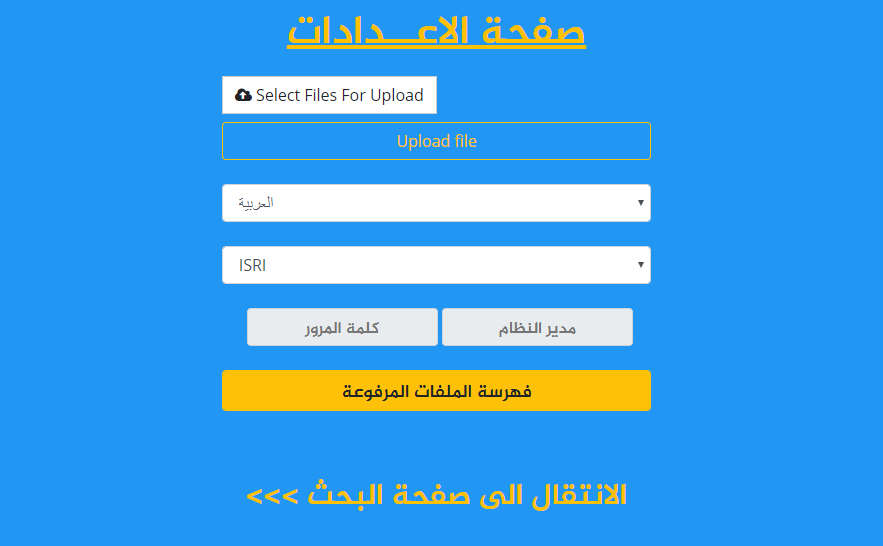 صفحة الاعـــدادات
Select Files For Upload
Upload file
العربية
ISRI
مدير النظام
كلمة المرور
فهرسة الملفات المرفوعة
الانتقال الى صفحة البحث >>>